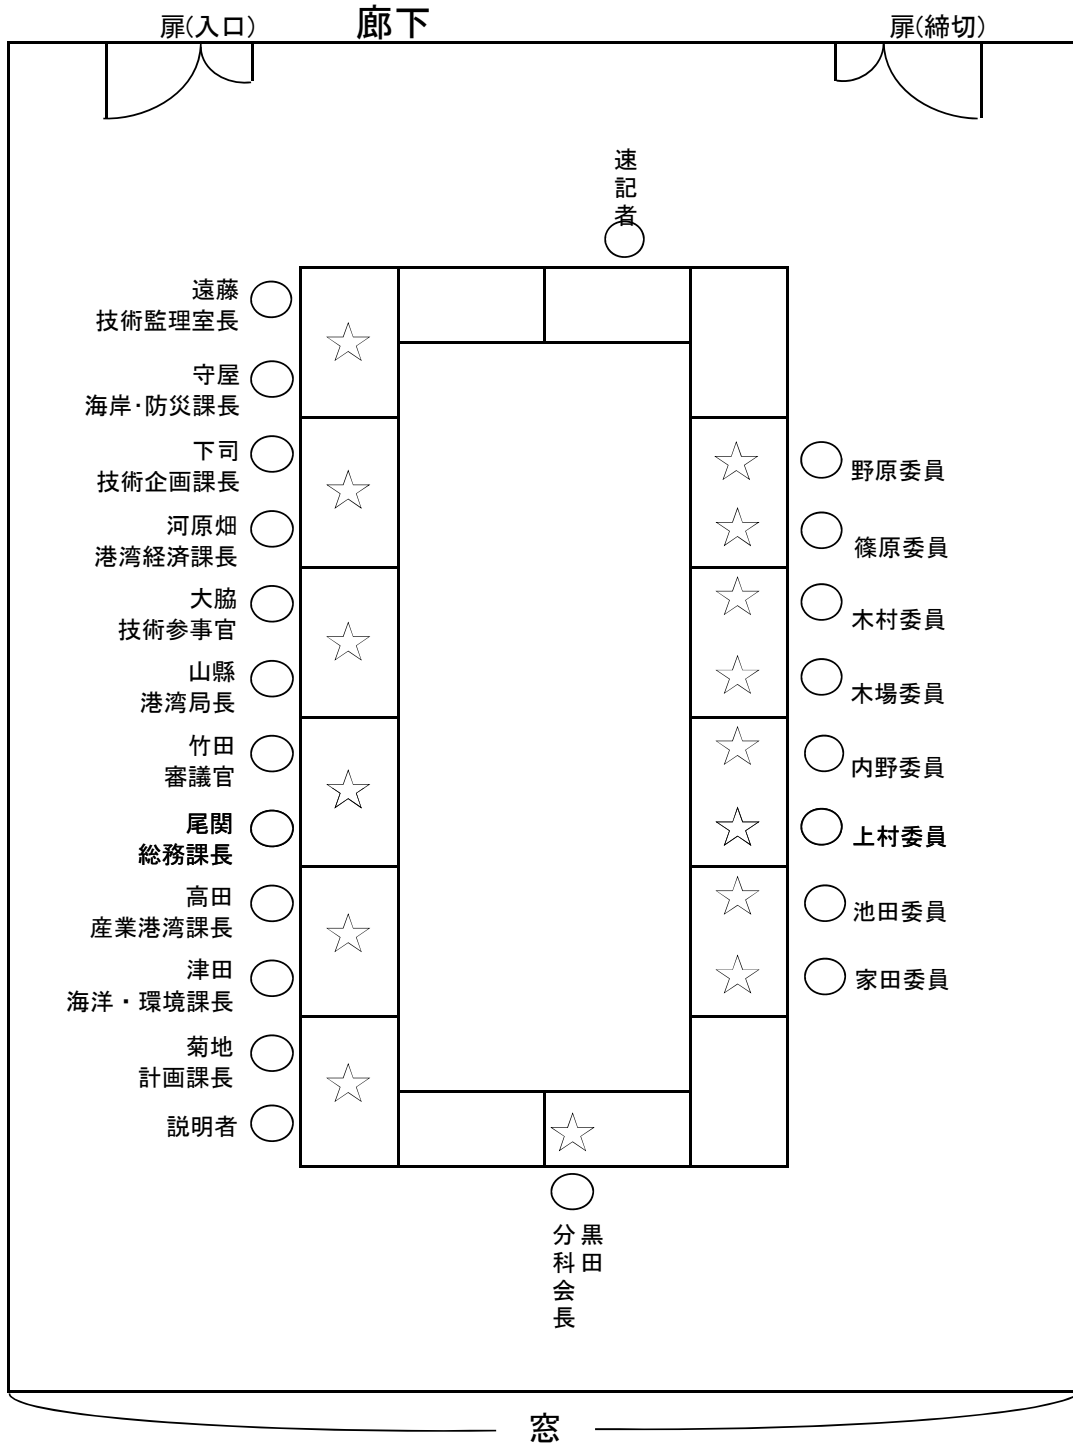 扉(入口)
廊下
扉(締切)
速記者
遠藤
技術監理室長
守屋
海岸・防災課長
下司
技術企画課長
河原畑
港湾経済課長
大脇
技術参事官
山縣
港湾局長
竹田
審議官
尾関
総務課長
高田
産業港湾課長
津田
海洋・環境課長
菊地
計画課長
説明者
野原委員
篠原委員
木村委員
木場委員
内野委員
上村委員
池田委員
家田委員
黒田
分科会長
窓